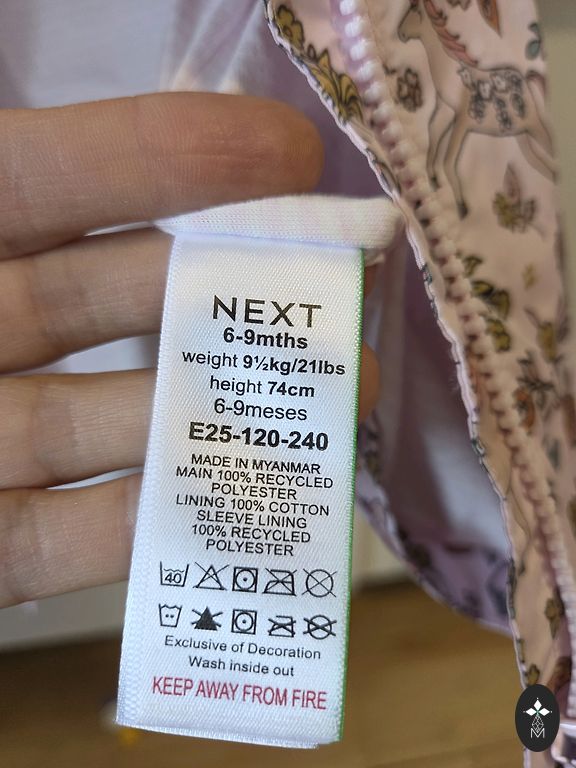 NEXT
6-9mths
weight 9½kg/21lbs
height 74cm
6-9meses
E25-120-240
MADE IN MYANMAR
MAIN 100% RECYCLED
POLYESTER
LINING 100% COTTON
SLEEVE LINING
100% RECYCLED
POLYESTER
40
Exclusive of Decoration
Wash inside out
KEEP AWAY FROM FIRE
M